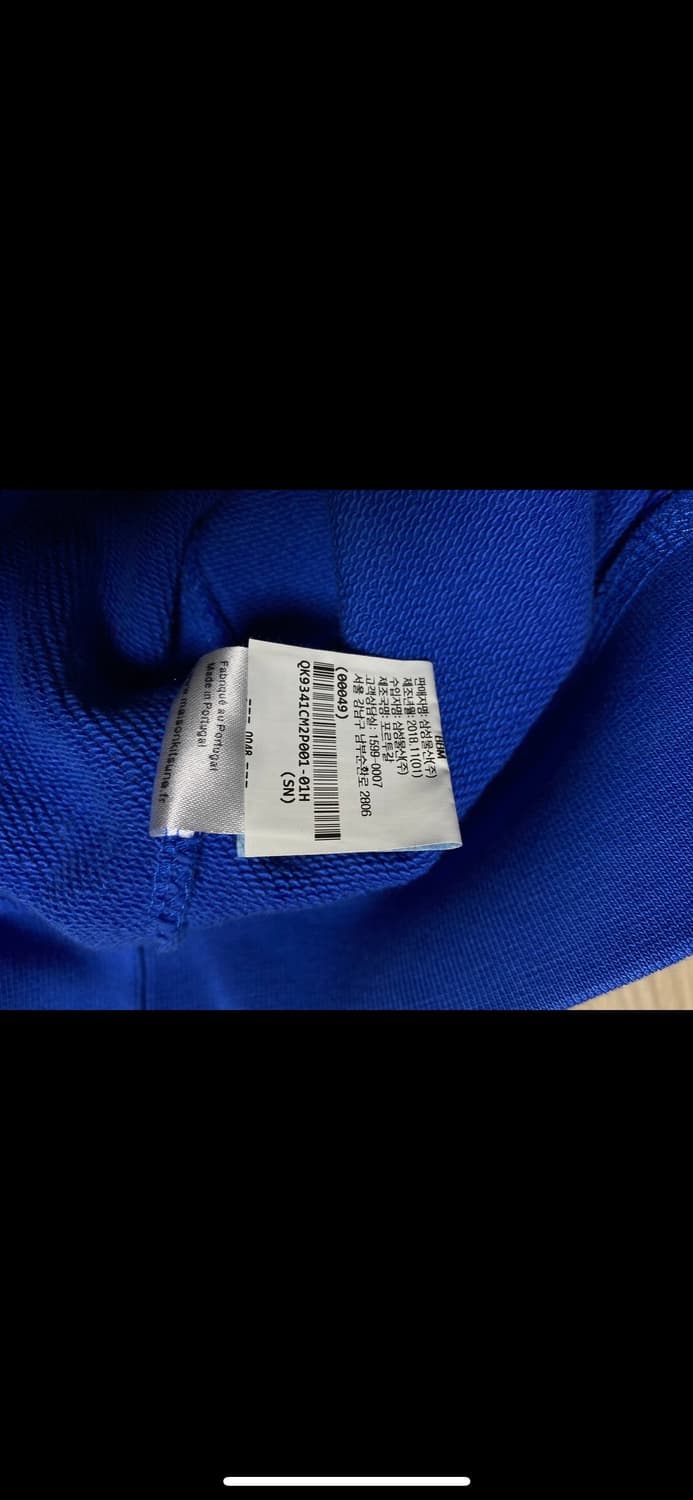 판매자명: 삼성물산(주)
제조년월: 2018.11(01)
수입자명: 삼성물산(주)
제조국명: 포르투갈
고객상담실 : 1599-0007
서울 강남구 남부순환로 2806
(00049)
QK9341CM2P001-01H
(SN)
--- 0048 ---
Fabriqué au Portugal
Made in Portugal
.maisonkitsune.fr